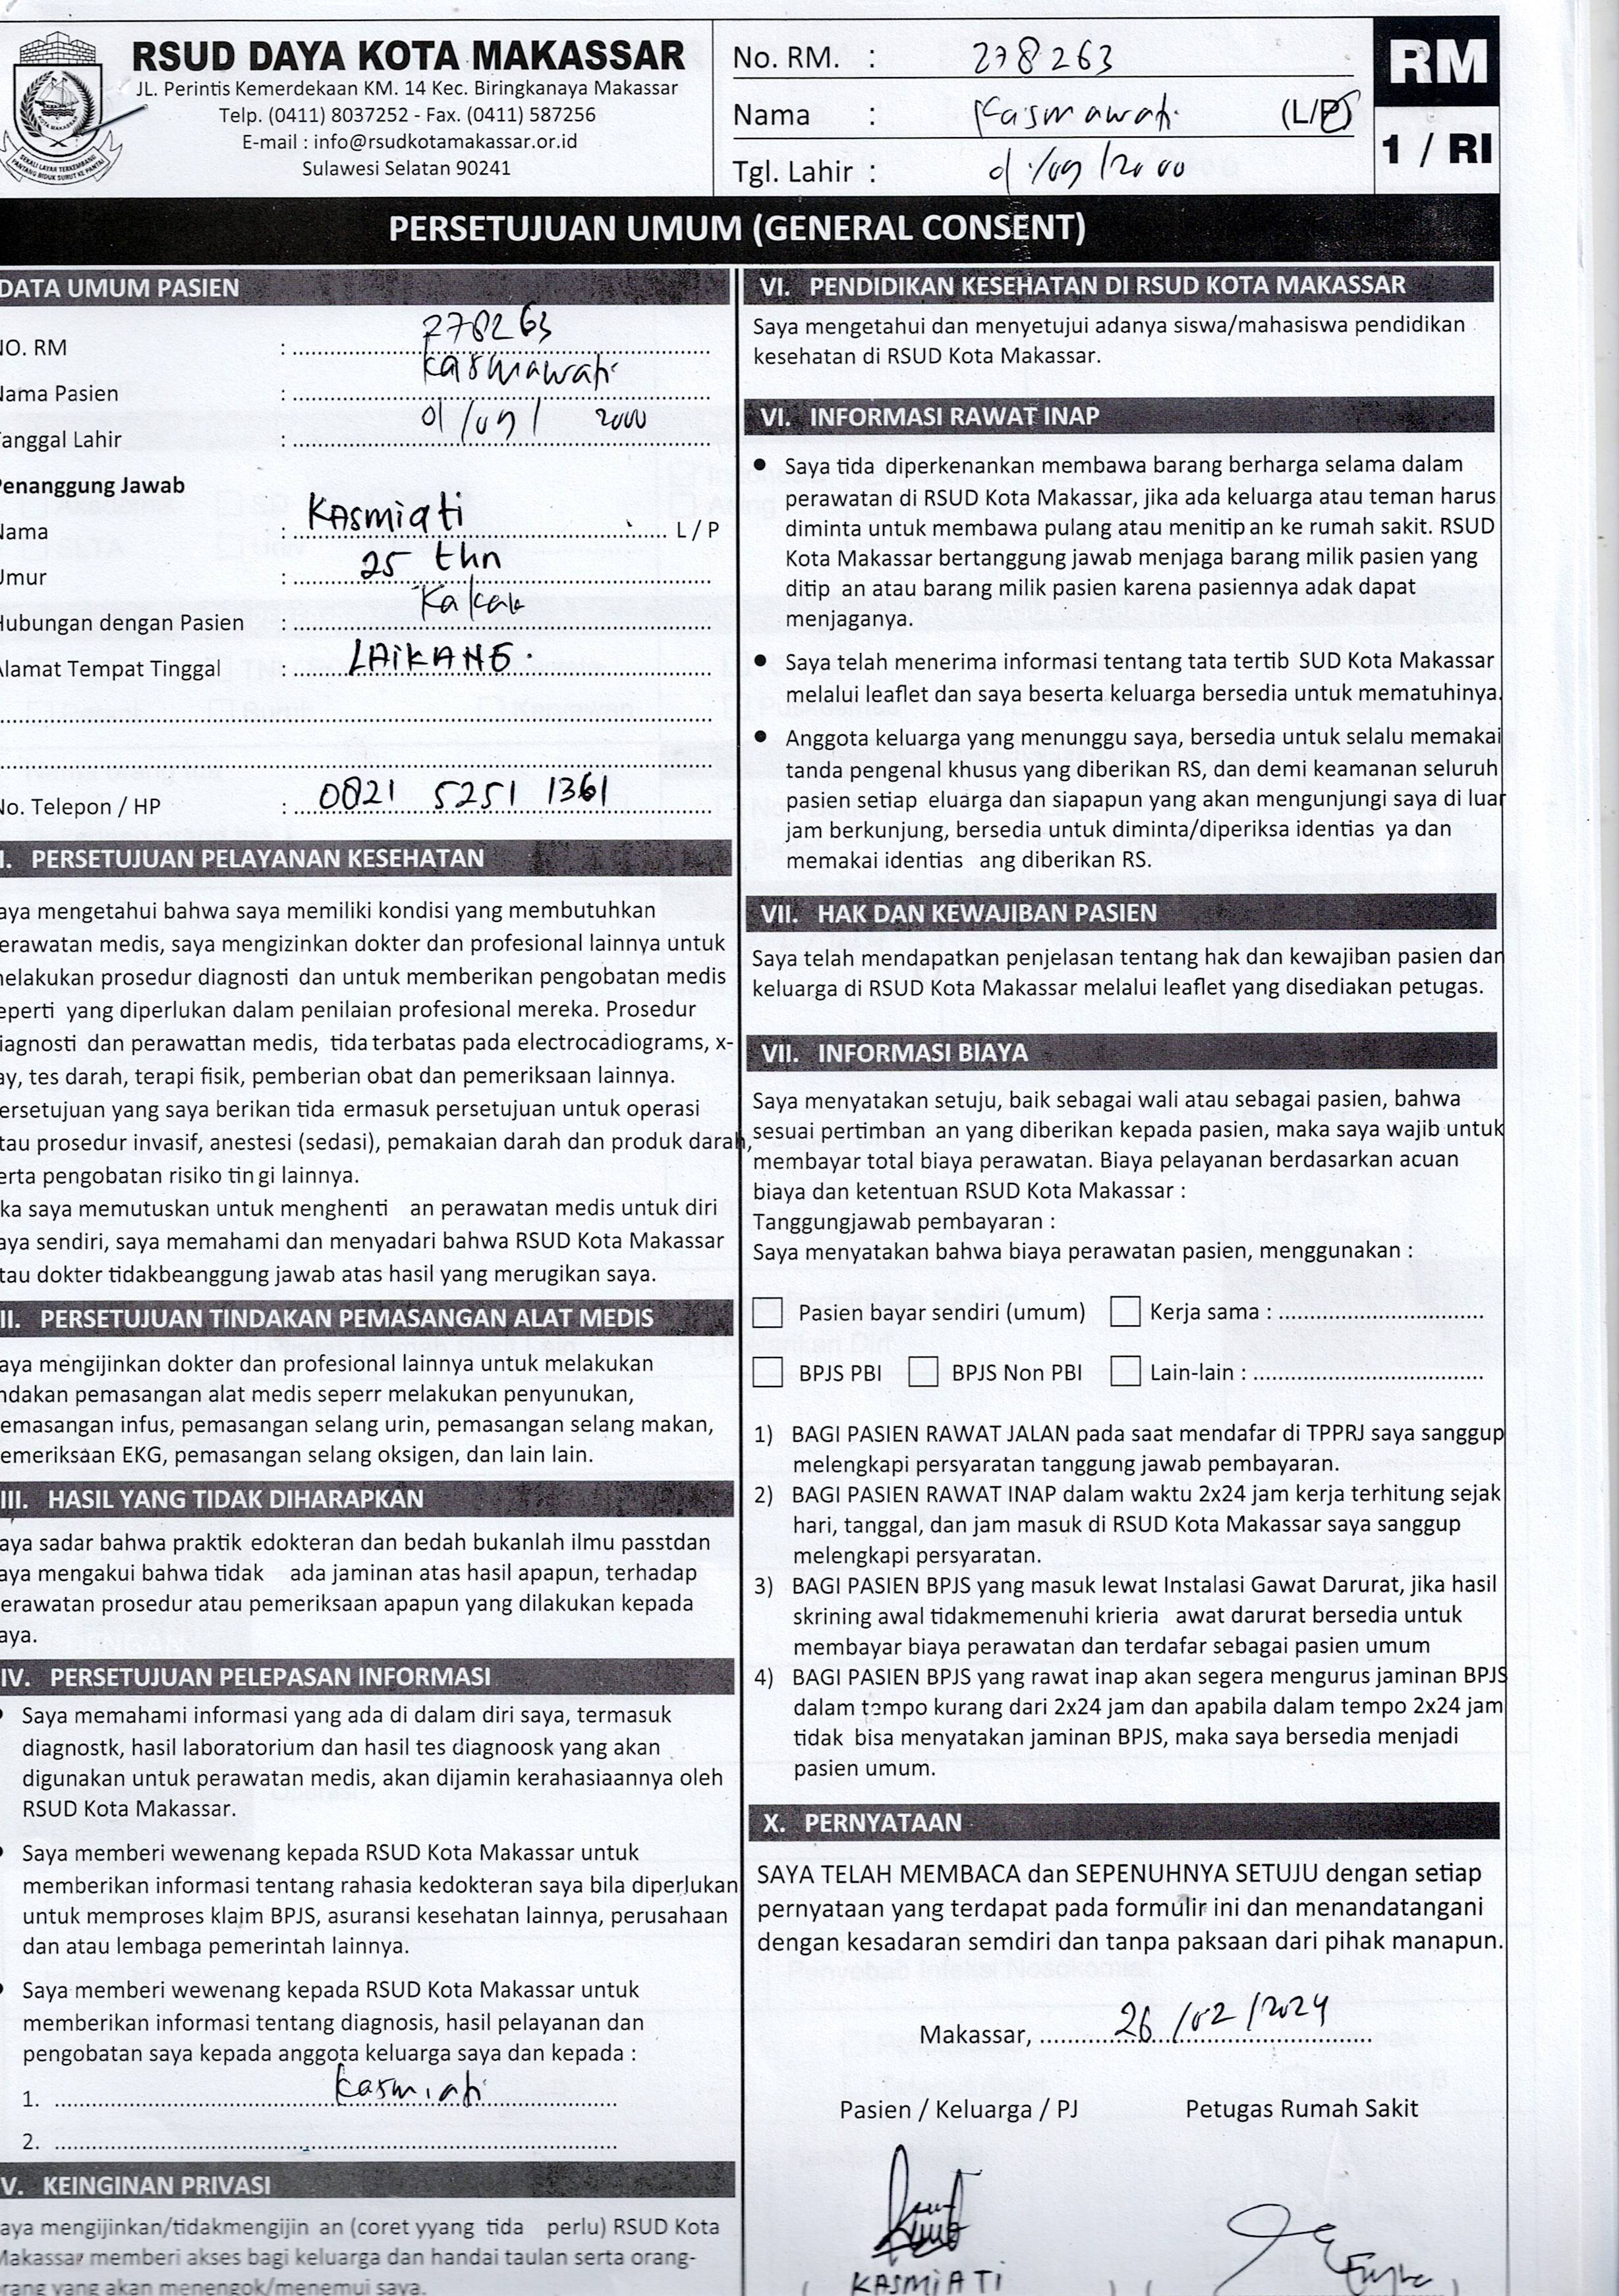 RSUD DAYA KOTA MAKASSAR
JL. Perintis Kemerdekaan KM. 14 Kec. Biringkanaya Makassar
Telp. (0411) 8037252 - Fax. (0411) 587256
E-mail : info@rsudkotamakassar.or.id
Sulawesi Selatan 90241
No. RM. : 278263
Nama : Kasmawati (L/P)
Tgl. Lahir : 01/09/2000
RM
1 / RI
PERSETUJUAN UMUM (GENERAL CONSENT)
DATA UMUM PASIEN
NO. RM : 278263
Nama Pasien : Kasmawati
Tanggal Lahir : 01/09/ 2000
Penanggung Jawab
Nama : KAsmiati L / P
Umur : 25 thn
Hubungan dengan Pasien : Kakak
Alamat Tempat Tinggal : LAIKANG.
No. Telepon / HP : 0821 5251 1361
I. PERSETUJUAN PELAYANAN KESEHATAN
aya mengetahui bahwa saya memiliki kondisi yang membutuhkan
erawatan medis, saya mengizinkan dokter dan profesional lainnya untuk
elakukan prosedur diagnosti dan untuk memberikan pengobatan medis
eperti yang diperlukan dalam penilaian profesional mereka. Prosedur
iagnosti dan perawattan medis, tida terbatas pada electrocadiograms, x-
ay, tes darah, terapi fisik, pemberian obat dan pemeriksaan lainnya.
ersetujuan yang saya berikan tida ermasuk persetujuan untuk operasi
tau prosedur invasif, anestesi (sedasi), pemakaian darah dan produk darah,
erta pengobatan risiko tin gi lainnya.
ka saya memutuskan untuk menghenti an perawatan medis untuk diri
aya sendiri, saya memahami dan menyadari bahwa RSUD Kota Makassar
tau dokter tidakbeanggung jawab atas hasil yang merugikan saya.
II. PERSETUJUAN TINDAKAN PEMASANGAN ALAT MEDIS
aya mengijinkan dokter dan profesional lainnya untuk melakukan
ndakan pemasangan alat medis seperr melakukan penyunukan,
emasangan infus, pemasangan selang urin, pemasangan selang makan,
emeriksaan EKG, pemasangan selang oksigen, dan lain lain.
III. HASIL YANG TIDAK DIHARAPKAN
aya sadar bahwa praktik edokteran dan bedah bukanlah ilmu passtdan
aya mengakui bahwa tidak ada jaminan atas hasil apapun, terhadap
erawatan prosedur atau pemeriksaan apapun yang dilakukan kepada
aya.
IV. PERSETUJUAN PELEPASAN INFORMASI
Saya memahami informasi yang ada di dalam diri saya, termasuk
diagnostk, hasil laboratorium dan hasil tes diagnoosk yang akan
digunakan untuk perawatan medis, akan dijamin kerahasiaannya oleh
RSUD Kota Makassar.
Saya memberi wewenang kepada RSUD Kota Makassar untuk
memberikan informasi tentang rahasia kedokteran saya bila diperlukan
untuk memproses klajm BPJS, asuransi kesehatan lainnya, perusahaan
dan atau lembaga pemerintah lainnya.
Saya memberi wewenang kepada RSUD Kota Makassar untuk
memberikan informasi tentang diagnosis, hasil pelayanan dan
pengobatan saya kepada anggota keluarga saya dan kepada :
1. Kasmiati
2.
V. KEINGINAN PRIVASI
aya mengijinkan/tidakmengijin an (coret yyang tida perlu) RSUD Kota
Makassar memberi akses bagi keluarga dan handai taulan serta orang-
rang yang akan menengok/menemui saya.
VI. PENDIDIKAN KESEHATAN DI RSUD KOTA MAKASSAR
Saya mengetahui dan menyetujui adanya siswa/mahasiswa pendidikan
kesehatan di RSUD Kota Makassar.
VI. INFORMASI RAWAT INAP
● Saya tida diperkenankan membawa barang berharga selama dalam
perawatan di RSUD Kota Makassar, jika ada keluarga atau teman harus
diminta untuk membawa pulang atau menitip an ke rumah sakit. RSUD
Kota Makassar bertanggung jawab menjaga barang milik pasien yang
ditip an atau barang milik pasien karena pasiennya adak dapat
menjaganya.
● Saya telah menerima informasi tentang tata tertib SUD Kota Makassar
melalui leaflet dan saya beserta keluarga bersedia untuk mematuhinya.
● Anggota keluarga yang menunggu saya, bersedia untuk selalu memakai
tanda pengenal khusus yang diberikan RS, dan demi keamanan seluruh
pasien setiap eluarga dan siapapun yang akan mengunjungi saya di luar
jam berkunjung, bersedia untuk diminta/diperiksa identias ya dan
memakai identias ang diberikan RS.
VII. HAK DAN KEWAJIBAN PASIEN
Saya telah mendapatkan penjelasan tentang hak dan kewajiban pasien dan
keluarga di RSUD Kota Makassar melalui leaflet yang disediakan petugas.
VII. INFORMASI BIAYA
Saya menyatakan setuju, baik sebagai wali atau sebagai pasien, bahwa
sesuai pertimban an yang diberikan kepada pasien, maka saya wajib untuk
membayar total biaya perawatan. Biaya pelayanan berdasarkan acuan
biaya dan ketentuan RSUD Kota Makassar :
Tanggungjawab pembayaran :
Saya menyatakan bahwa biaya perawatan pasien, menggunakan :
Pasien bayar sendiri (umum) Kerja sama :
BPJS PBI BPJS Non PBI Lain-lain :
1) BAGI PASIEN RAWAT JALAN pada saat mendafar di TPPRJ saya sanggup
melengkapi persyaratan tanggung jawab pembayaran.
2) BAGI PASIEN RAWAT INAP dalam waktu 2x24 jam kerja terhitung sejak
hari, tanggal, dan jam masuk di RSUD Kota Makassar saya sanggup
melengkapi persyaratan.
3) BAGI PASIEN BPJS yang masuk lewat Instalasi Gawat Darurat, jika hasil
skrining awal tidakmemenuhi krieria awat darurat bersedia untuk
membayar biaya perawatan dan terdafar sebagai pasien umum
4) BAGI PASIEN BPJS yang rawat inap akan segera mengurus jaminan BPJS
dalam tempo kurang dari 2x24 jam dan apabila dalam tempo 2x24 jam
tidak bisa menyatakan jaminan BPJS, maka saya bersedia menjadi
pasien umum.
X. PERNYATAAN
SAYA TELAH MEMBACA dan SEPENUHNYA SETUJU dengan setiap
pernyataan yang terdapat pada formulir ini dan menandatangani
dengan kesadaran semdiri dan tanpa paksaan dari pihak manapun.
Makassar, 26/02/2024
Pasien / Keluarga / PJ Petugas Rumah Sakit
KASMIATI